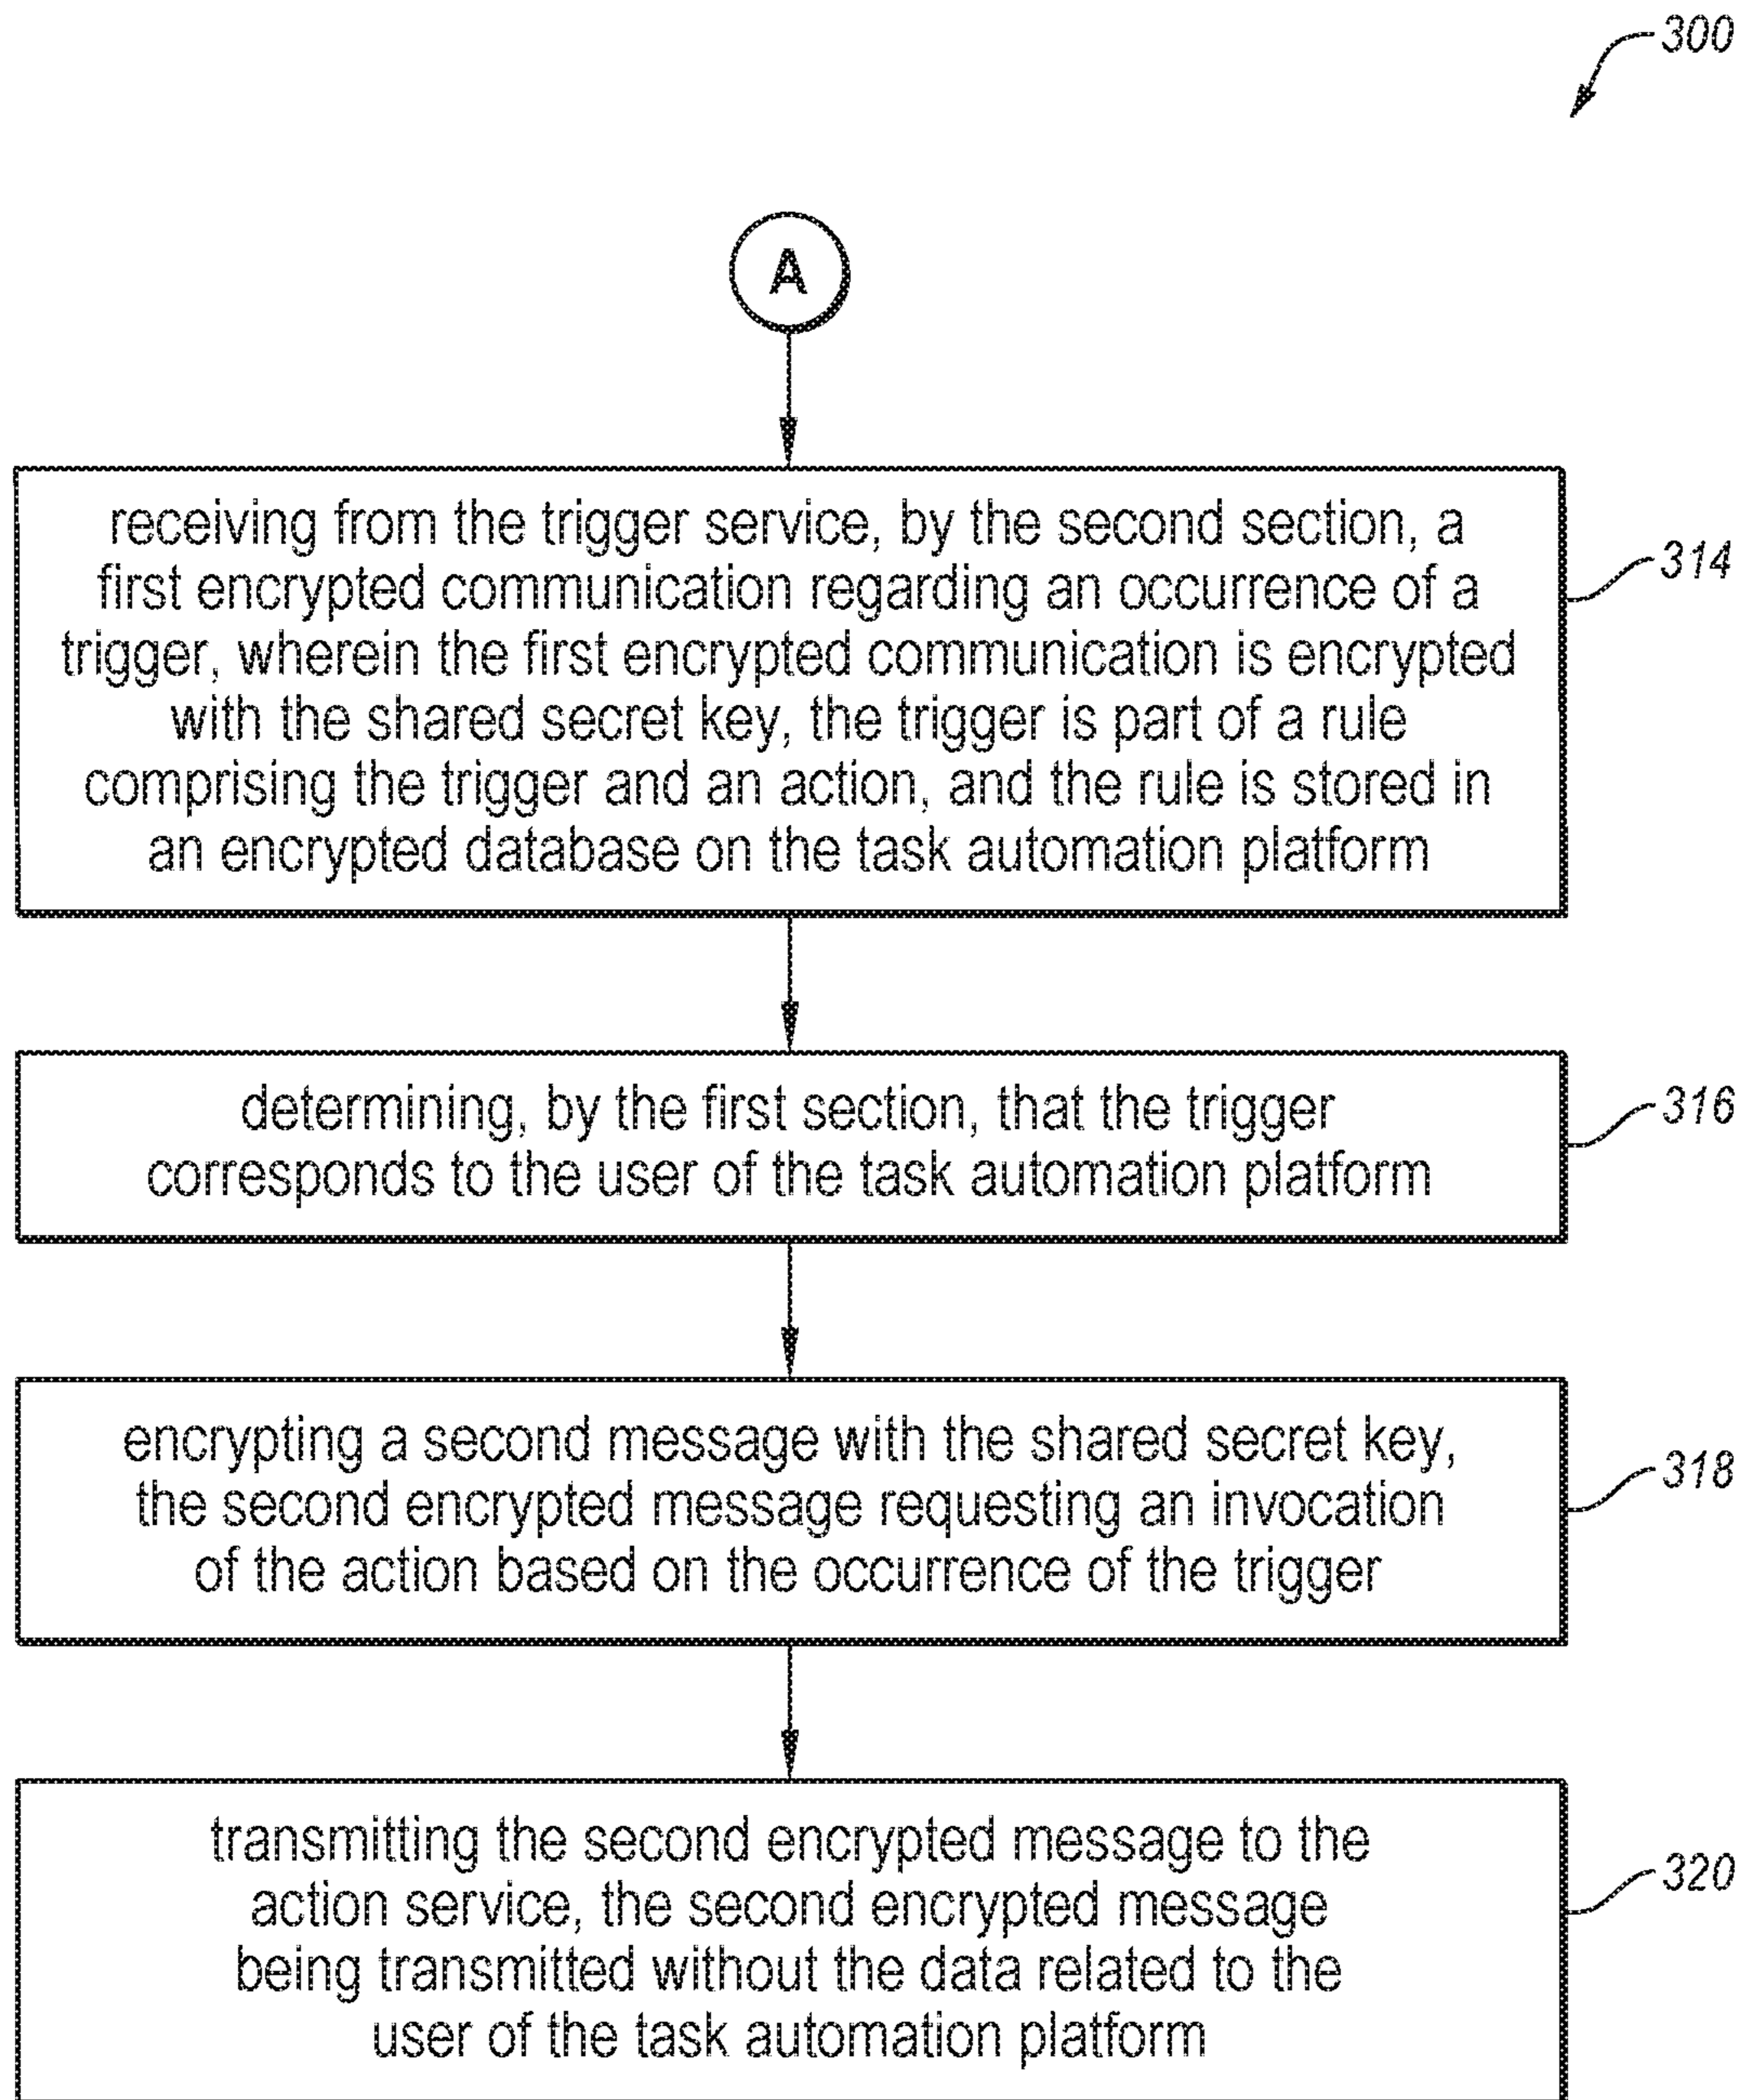 300
A
receiving from the trigger service, by the second section, a
first encrypted communication regarding an occurrence of a
trigger, wherein the first encrypted communication is encrypted
with the shared secret key, the trigger is part of a rule
comprising the trigger and an action, and the rule is stored in
an encrypted database on the task automation platform
314
determining, by the first section, that the trigger
corresponds to the user of the task automation platform
316
encrypting a second message with the shared secret key,
the second encrypted message requesting an invocation
of the action based on the occurrence of the trigger
318
transmitting the second encrypted message to the
action service, the second encrypted message
being transmitted without the data related to the
user of the task automation platform
320